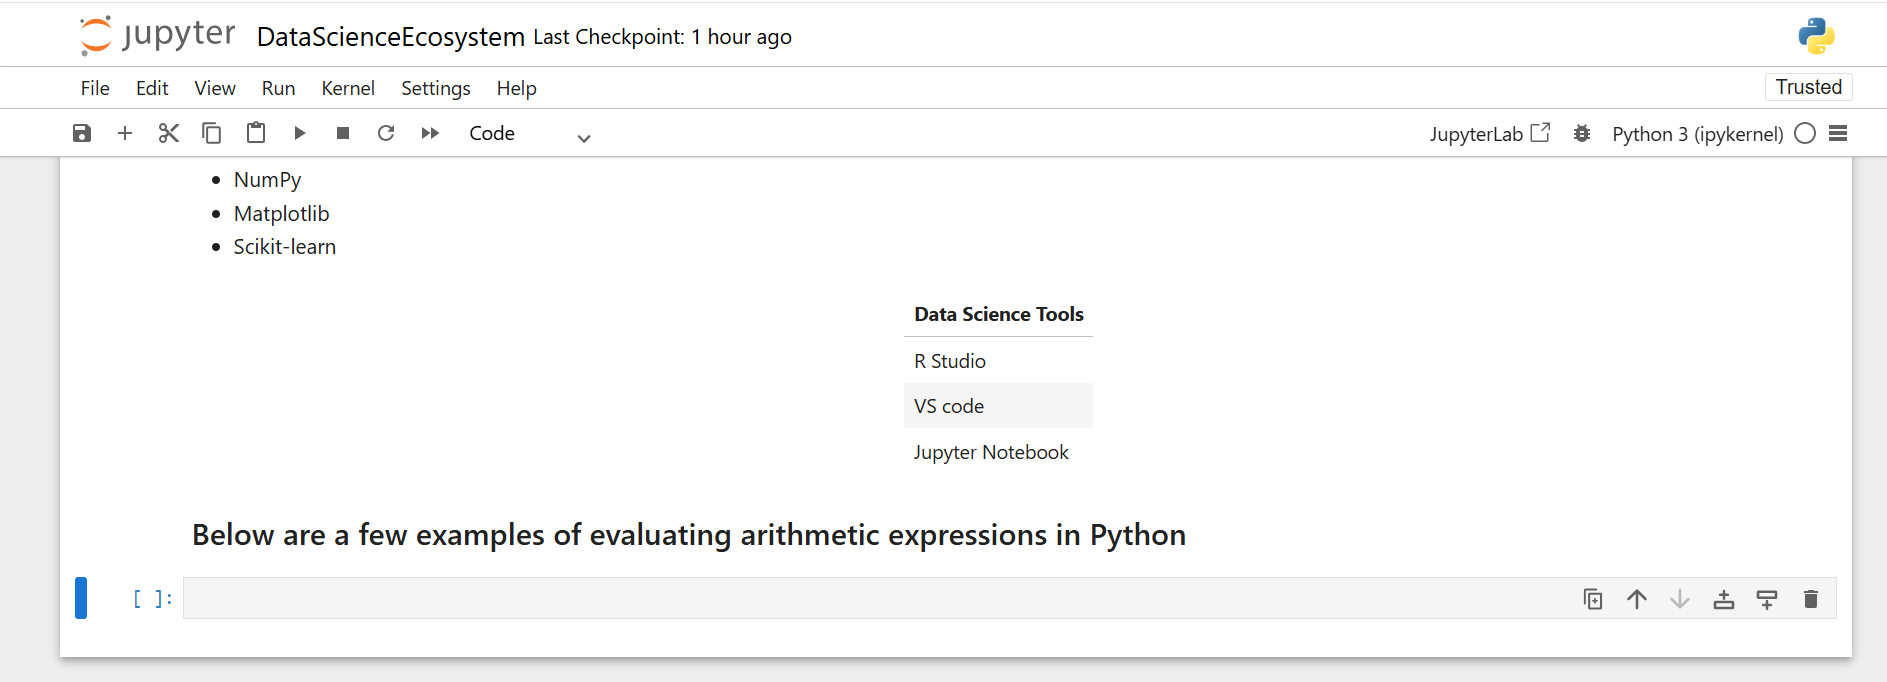 jupyter DataScienceEcosystem Last Checkpoint: 1 hour ago
File Edit View Run Kernel Settings Help Trusted
Code JupyterLab Python 3 (ipykernel)
NumPy
Matplotlib
Scikit-learn
Data Science Tools
R Studio
VS code
Jupyter Notebook
Below are a few examples of evaluating arithmetic expressions in Python
[ ]: